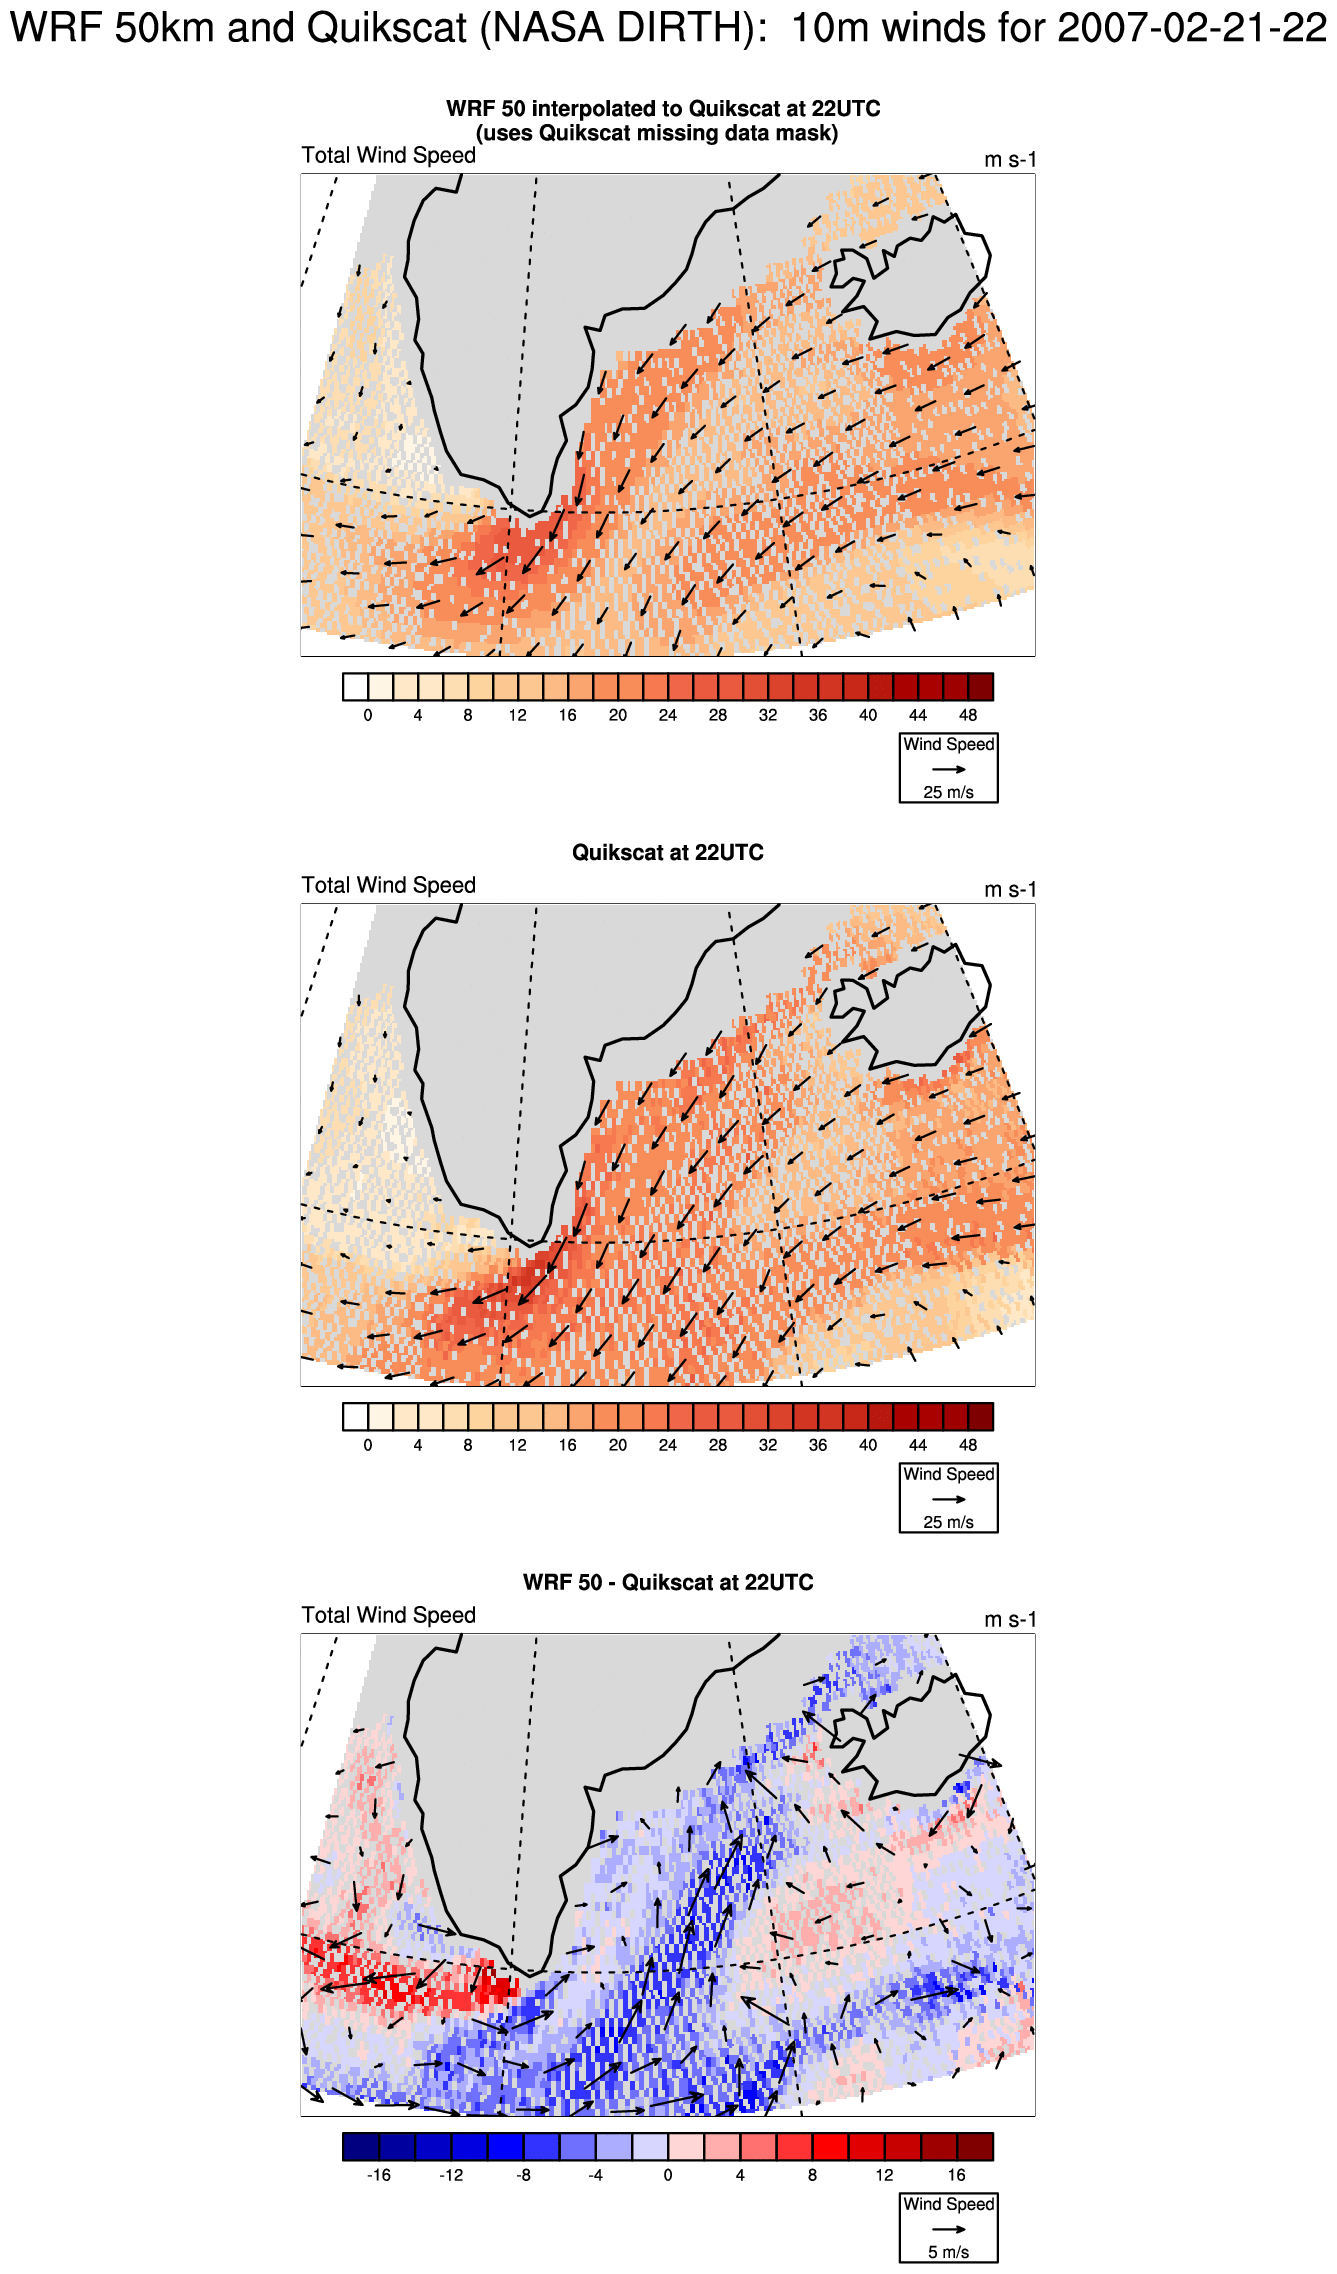 WRF 50km and Quikscat (NASA DIRTH):  10m winds for 2007-02-21-22
WRF 50 interpolated to Quikscat at 22UTC
(uses Quikscat missing data mask)
Total Wind Speed m s-1
0 4 8 12 16 20 24 28 32 36 40 44 48
Wind Speed
25 m/s
Quikscat at 22UTC
Total Wind Speed m s-1
0 4 8 12 16 20 24 28 32 36 40 44 48
Wind Speed
25 m/s
WRF 50 - Quikscat at 22UTC
Total Wind Speed m s-1
-16 -12 -8 -4 0 4 8 12 16
Wind Speed
5 m/s